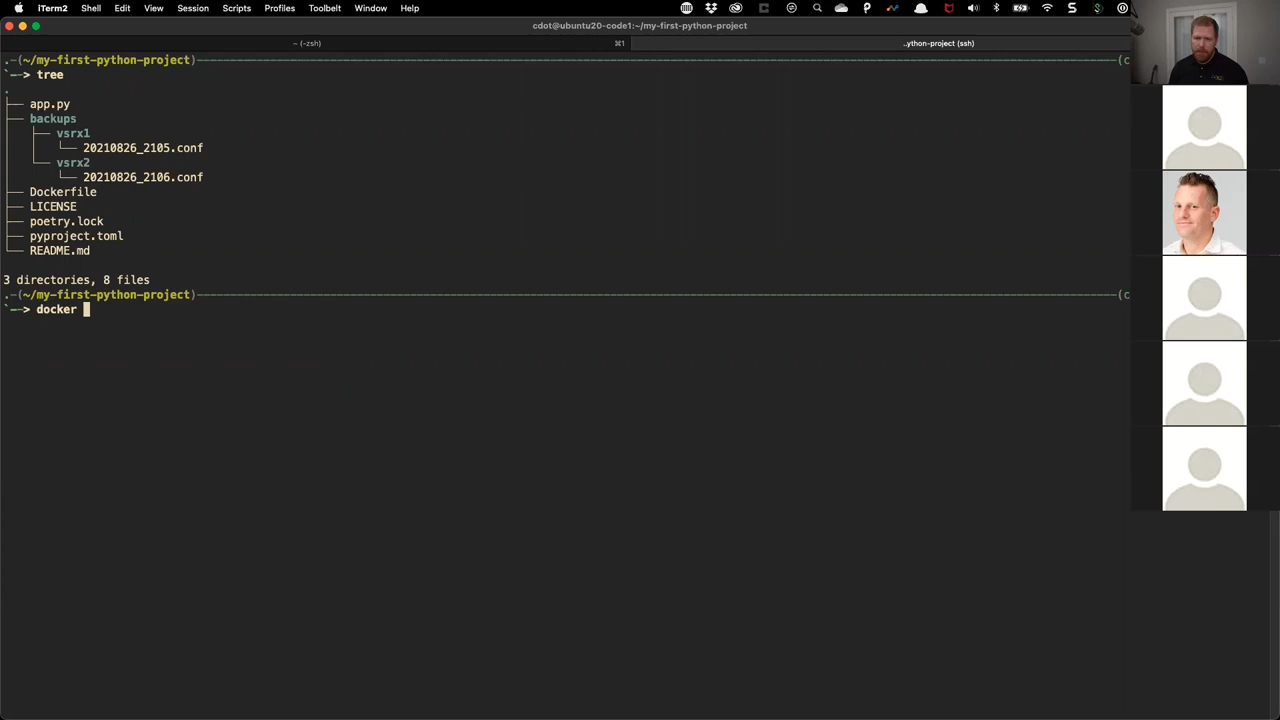 iTerm2 Shell Edit View Session Scripts Profiles Toolbelt Window Help
cdot@ubuntu20-code1:~/my-first-python-project
~ (-zsh) ⌘1 ..ython-project (ssh)
.-(~/my-first-python-project)--(c
`--> tree
.
├── app.py
├── backups
│   ├── vsrx1
│   │   └── 20210826_2105.conf
│   └── vsrx2
│       └── 20210826_2106.conf
├── Dockerfile
├── LICENSE
├── poetry.lock
├── pyproject.toml
└── README.md
3 directories, 8 files
.-(~/my-first-python-project)--(c
`--> docker